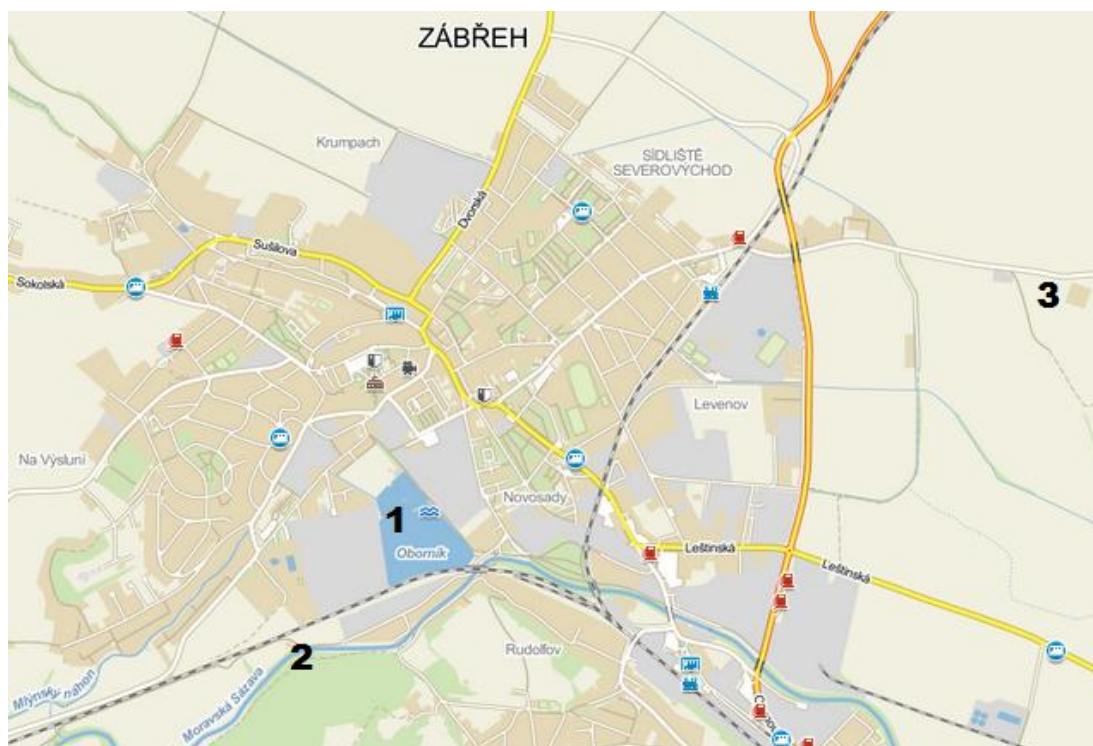 ZÁBŘEH
Krumpach
SÍDLIŠTĚ
SEVEROVÝCHOD
Dvorská
Sušilova
Sokolská
3
Levenov
Na Výsluní
Novosady
1
Oborník
Leštinská
Leštinská
2
Rudolfov
Mlýnský náhon
Moravská Sázava